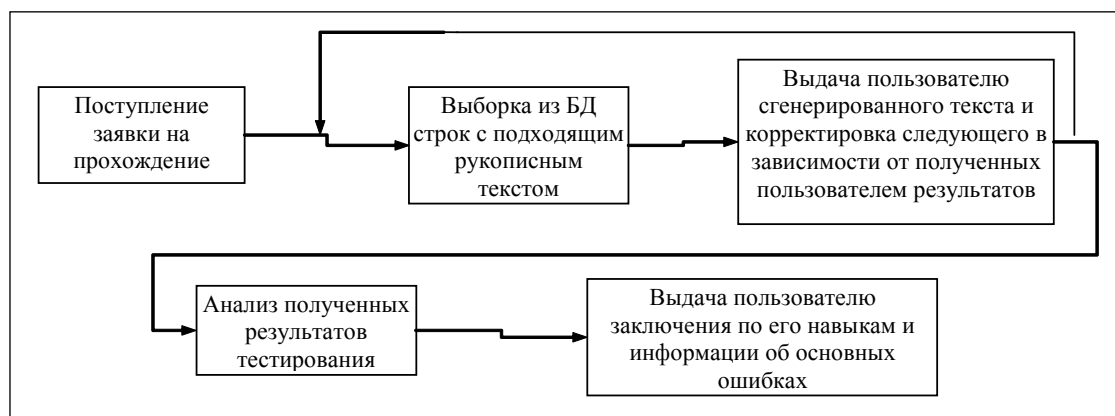 Поступление
заявки на
прохождение
Выборка из БД
строк с подходящим
рукописным
текстом
Выдача пользователю
сгенерированного текста и
корректировка следующего в
зависимости от полученных
пользователем результатов
Анализ полученных
результатов
тестирования
Выдача пользователю
заключения по его навыкам и
информации об основных
ошибках